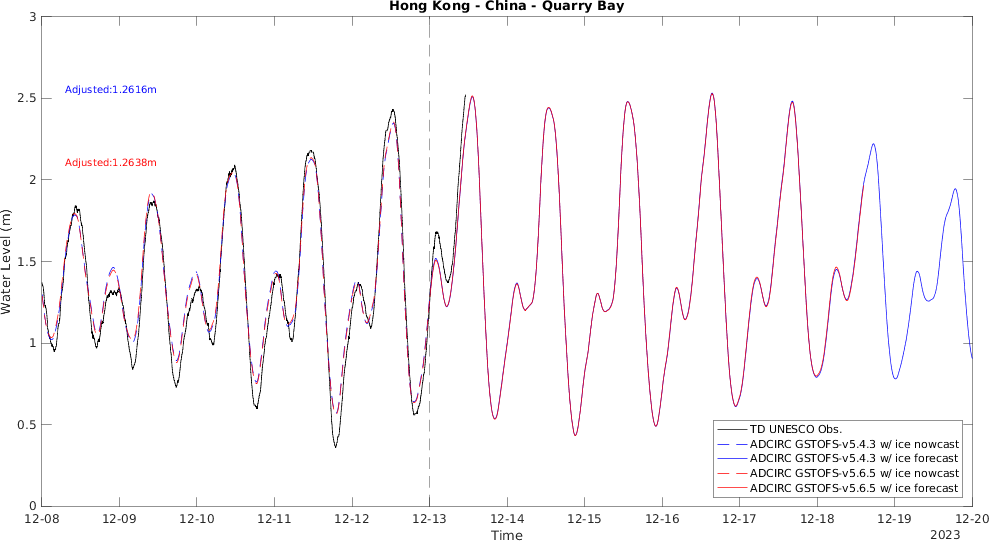 Hong Kong - China - Quarry Bay
3
2.5
2
1.5
1
0.5
0
Water Level (m)
Adjusted:1.2616m
Adjusted:1.2638m
TD UNESCO Obs.
ADCIRC GSTOFS-v5.4.3 w/ ice nowcast
ADCIRC GSTOFS-v5.4.3 w/ ice forecast
ADCIRC GSTOFS-v5.6.5 w/ ice nowcast
ADCIRC GSTOFS-v5.6.5 w/ ice forecast
12-08 12-09 12-10 12-11 12-12 12-13 12-14 12-15 12-16 12-17 12-18 12-19 12-20
Time
2023